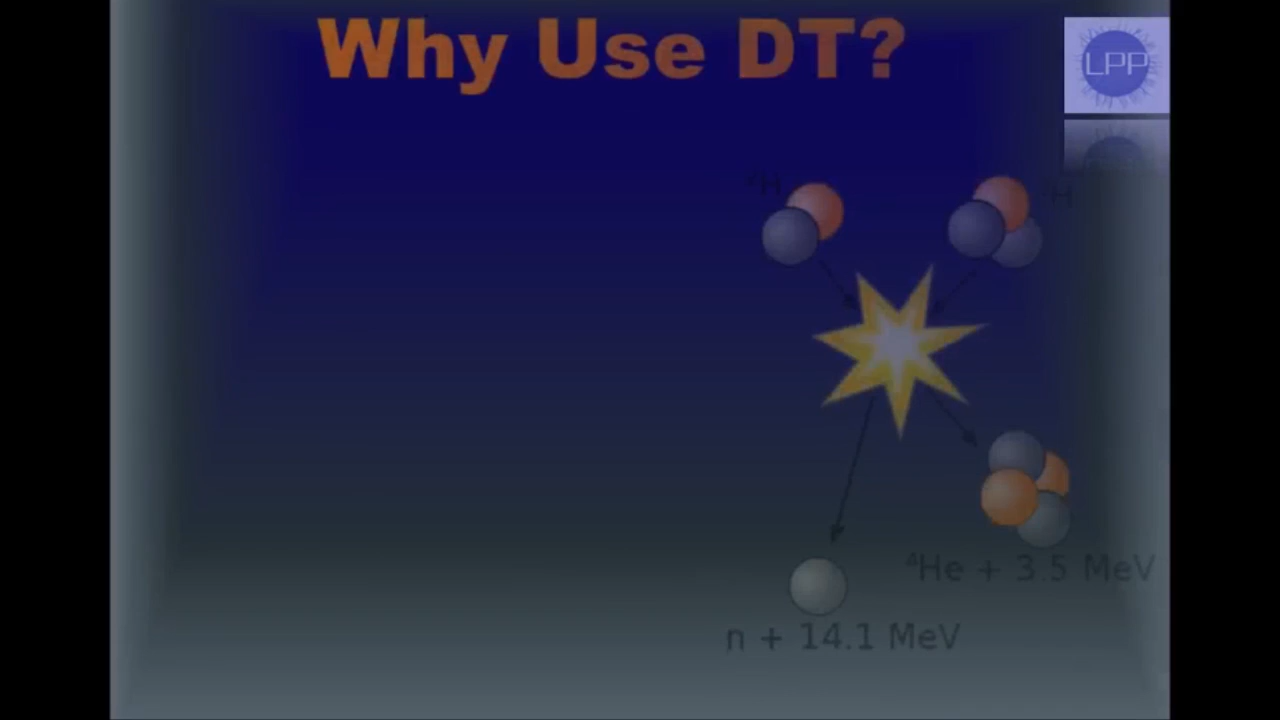 Why Use DT?
LPP
⁴He + 3.5 MeV
n + 14.1 MeV